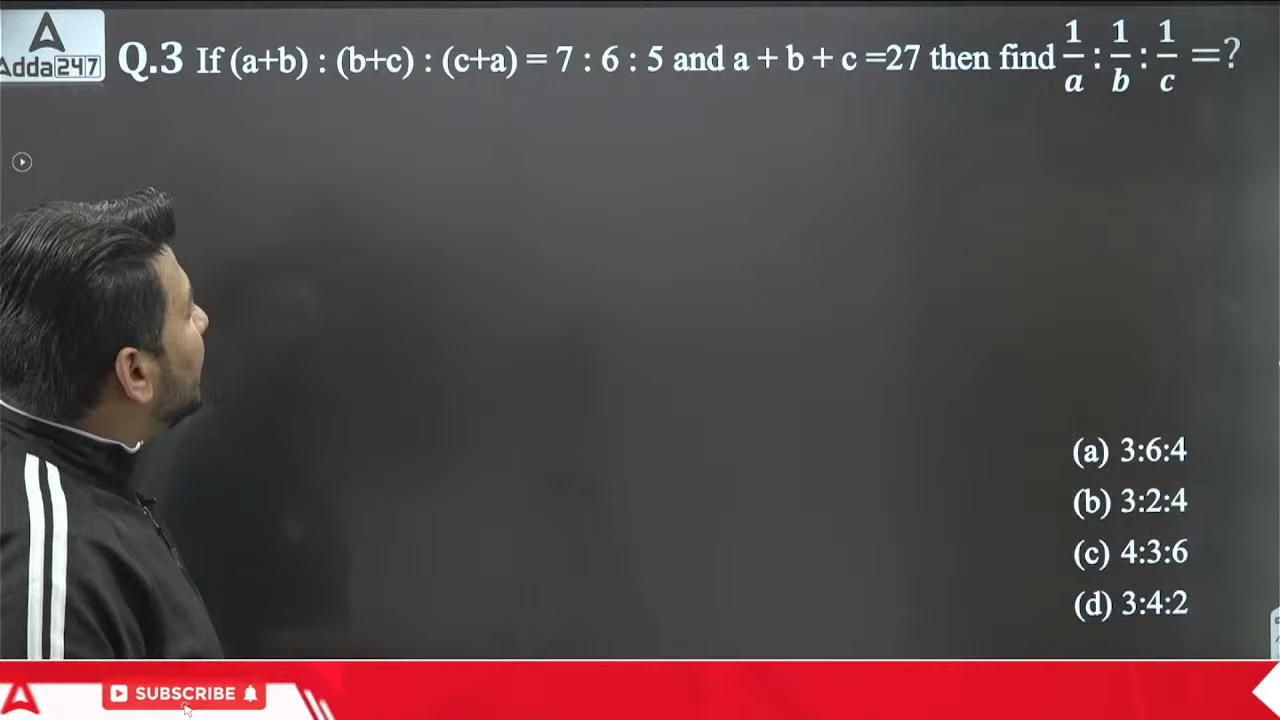 Adda247
Q.3 If (a+b) : (b+c) : (c+a) = 7 : 6 : 5 and a + b + c =27 then find 1/a : 1/b : 1/c =?
(a) 3:6:4
(b) 3:2:4
(c) 4:3:6
(d) 3:4:2
SUBSCRIBE